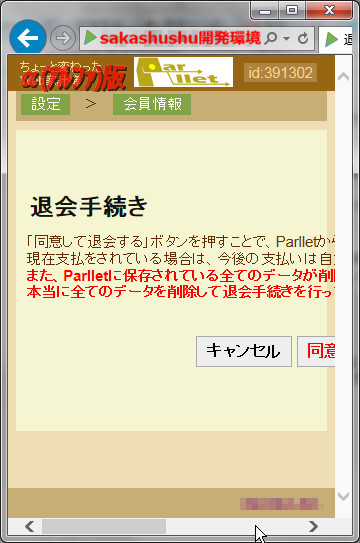 sakashushu開発環境
退
ちょっと変わった
α(アルファ)版
Parllet
id:391302
設定 > 会員情報
退会手続き
「同意して退会する」ボタンを押すことで、Parlletか
現在支払をされている場合は、今後の支払いは自
また、Parlletに保存されている全てのデータが削
本当に全てのデータを削除して退会手続きを行っ
キャンセル
同意